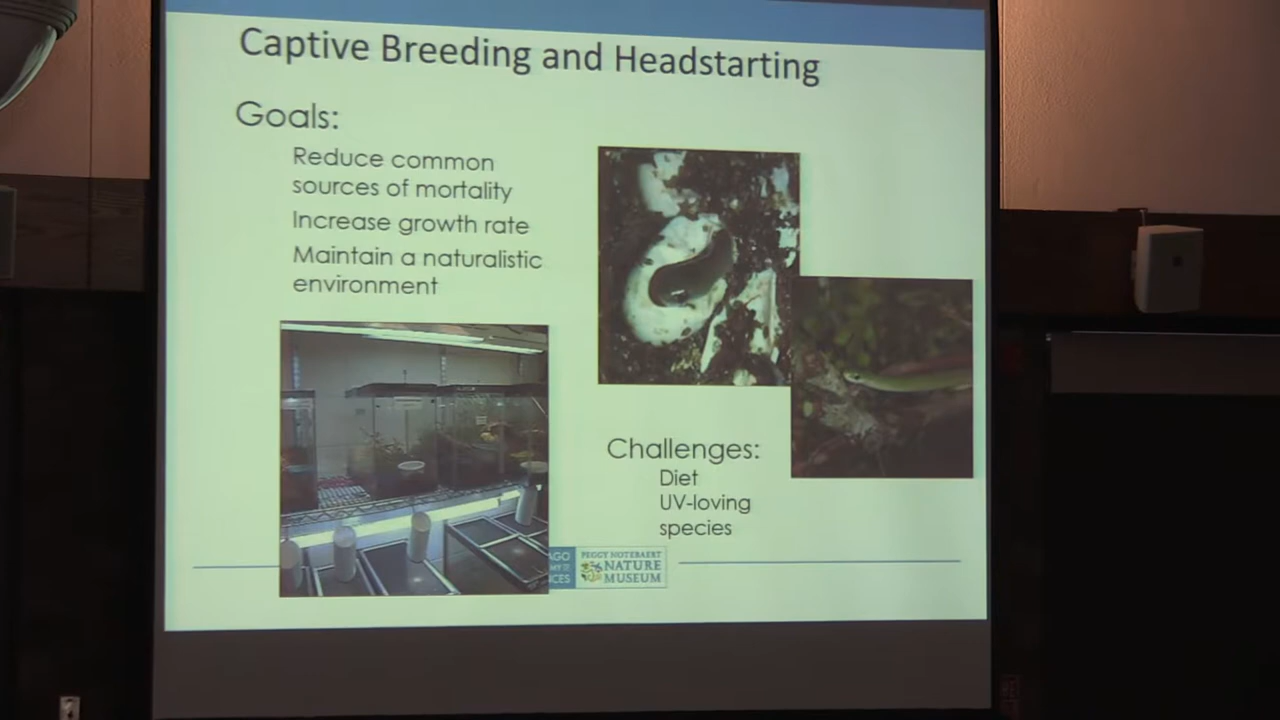 Captive Breeding and Headstarting
Goals:
Reduce common
sources of mortality
Increase growth rate
Maintain a naturalistic
environment
Challenges:
Diet
UV-loving
species
PEGGY NOTEBAERT
NATURE
MUSEUM